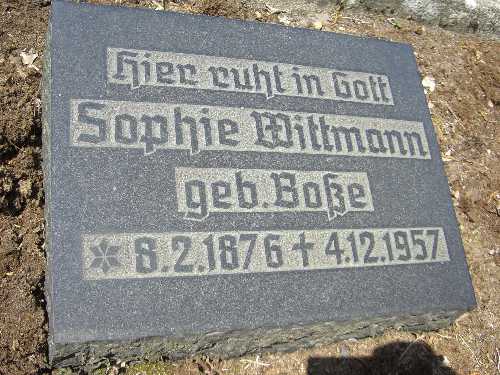 Hier ruht in Gott
Sophie Wittmann
geb. Boße
* 8.2.1876 † 4.12.1957